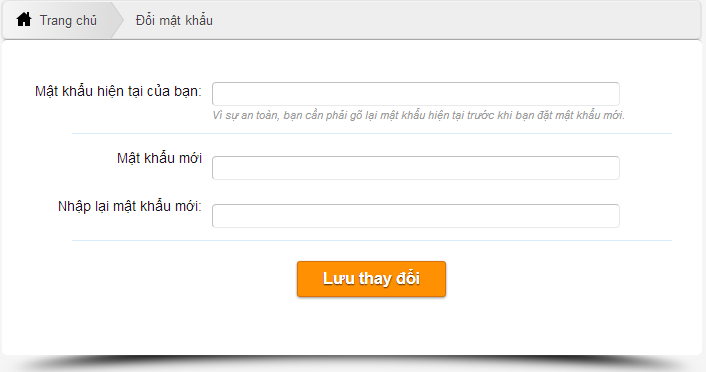 Trang chủ Đổi mật khẩu
Mật khẩu hiện tại của bạn:
Vì sự an toàn, bạn cần phải gõ lại mật khẩu hiện tại trước khi bạn đặt mật khẩu mới.
Mật khẩu mới
Nhập lại mật khẩu mới:
Lưu thay đổi